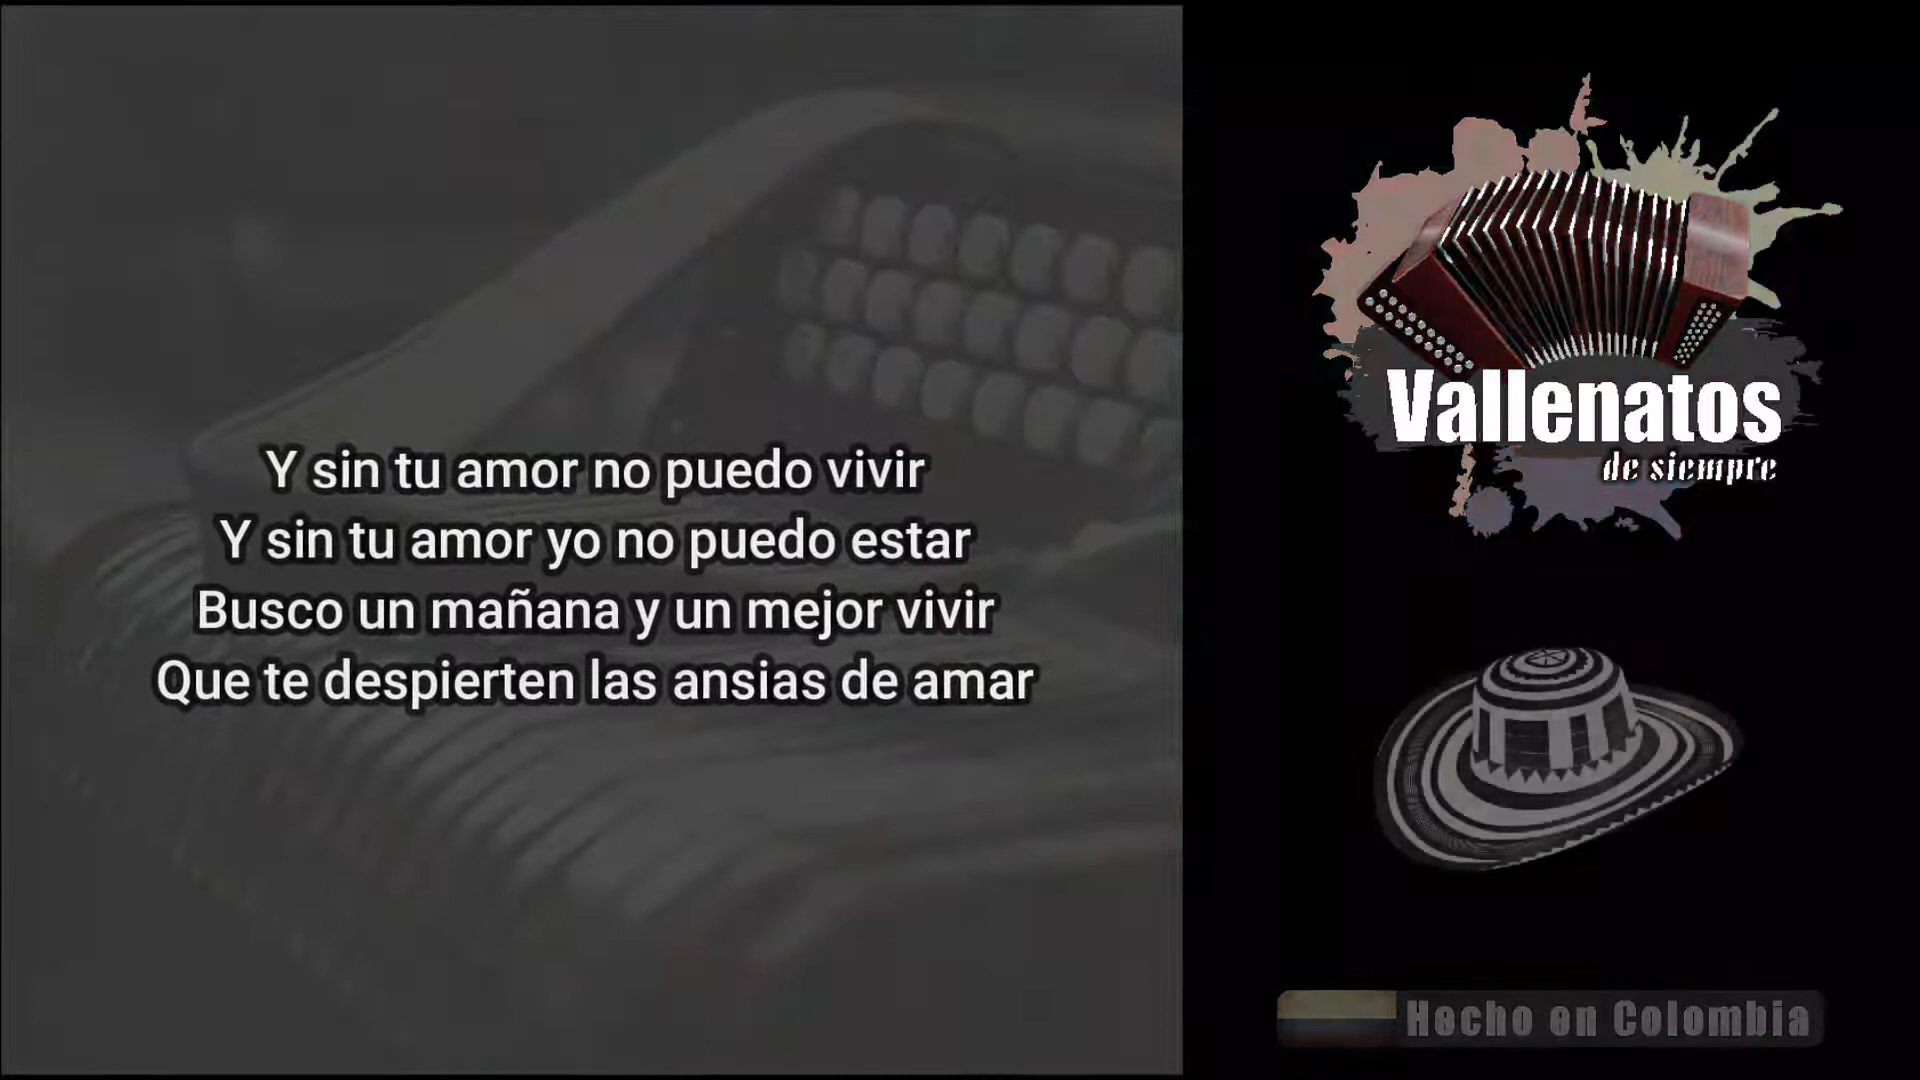 Y sin tu amor no puedo vivir
Y sin tu amor yo no puedo estar
Busco un mañana y un mejor vivir
Que te despierten las ansias de amar
Vallenatos
de siempre
Hecho en Colombia